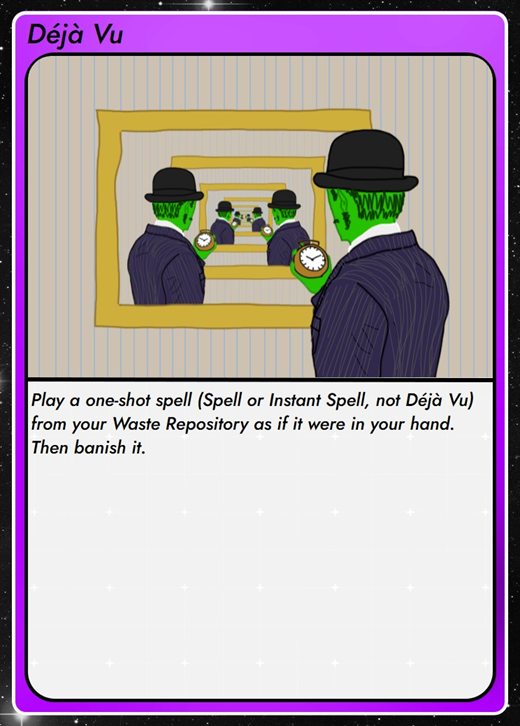 Déjà Vu
Play a one-shot spell (Spell or Instant Spell, not Déjà Vu)
from your Waste Repository as if it were in your hand.
Then banish it.